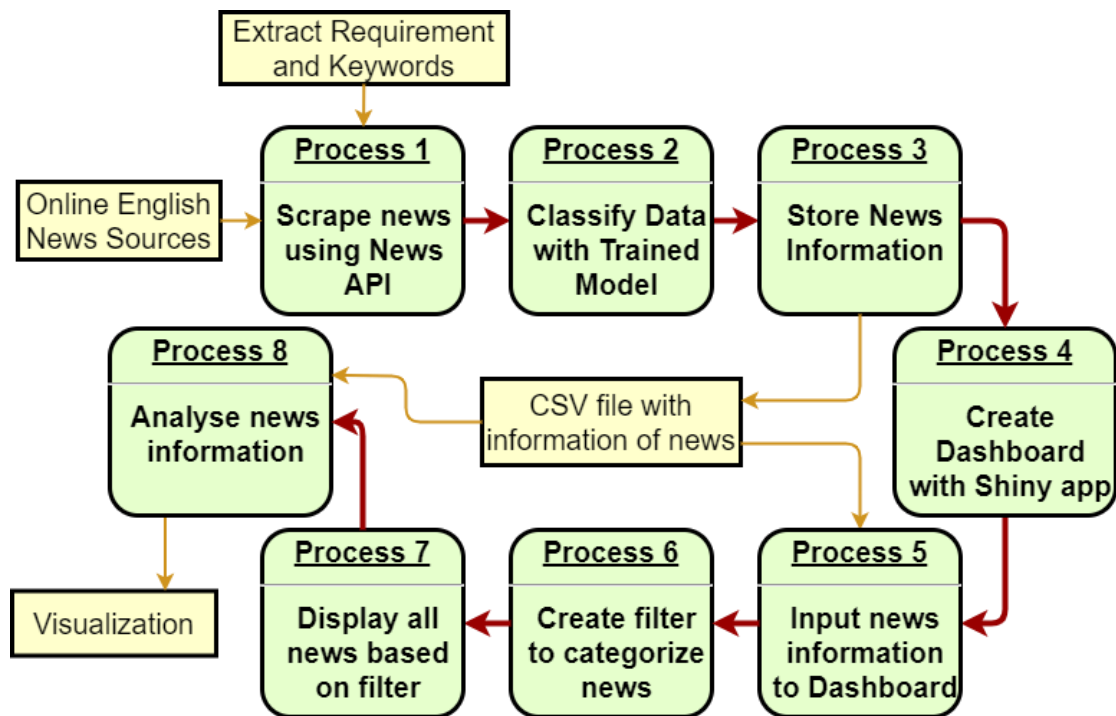 Extract Requirement
and Keywords
Online English
News Sources
Process 1
Scrape news
using News
API
Process 2
Classify Data
with Trained
Model
Process 3
Store News
Information
Process 4
Create
Dashboard
with Shiny app
Process 8
Analyse news
information
CSV file with
information of news
Process 7
Display all
news based
on filter
Process 6
Create filter
to categorize
news
Process 5
Input news
information
to Dashboard
Visualization